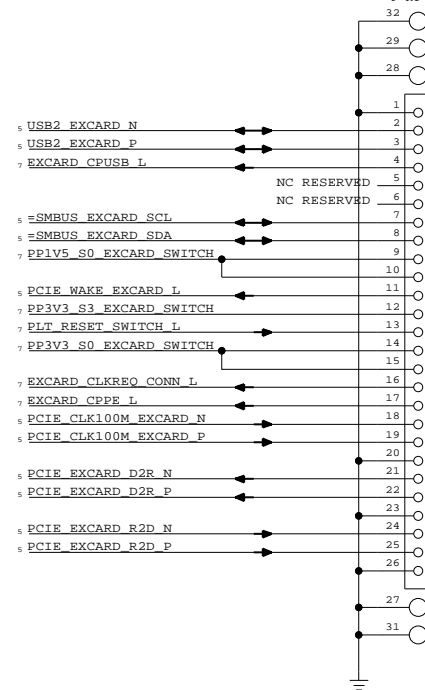 32
29
28
1
5 USB2_EXCARD_N 2
5 USB2_EXCARD_P 3
7 EXCARD_CPUSB_L 4
NC RESERVED 5
NC RESERVED 6
5 =SMBUS_EXCARD_SCL 7
5 =SMBUS_EXCARD_SDA 8
7 PP1V5_S0_EXCARD_SWITCH 9
10
5 PCIE_WAKE_EXCARD_L 11
7 PP3V3_S3_EXCARD_SWITCH 12
7 PLT_RESET_SWITCH_L 13
7 PP3V3_S0_EXCARD_SWITCH 14
15
7 EXCARD_CLKREQ_CONN_L 16
7 EXCARD_CPPE_L 17
5 PCIE_CLK100M_EXCARD_N 18
5 PCIE_CLK100M_EXCARD_P 19
20
5 PCIE_EXCARD_D2R_N 21
5 PCIE_EXCARD_D2R_P 22
23
5 PCIE_EXCARD_R2D_N 24
5 PCIE_EXCARD_R2D_P 25
26
27
31